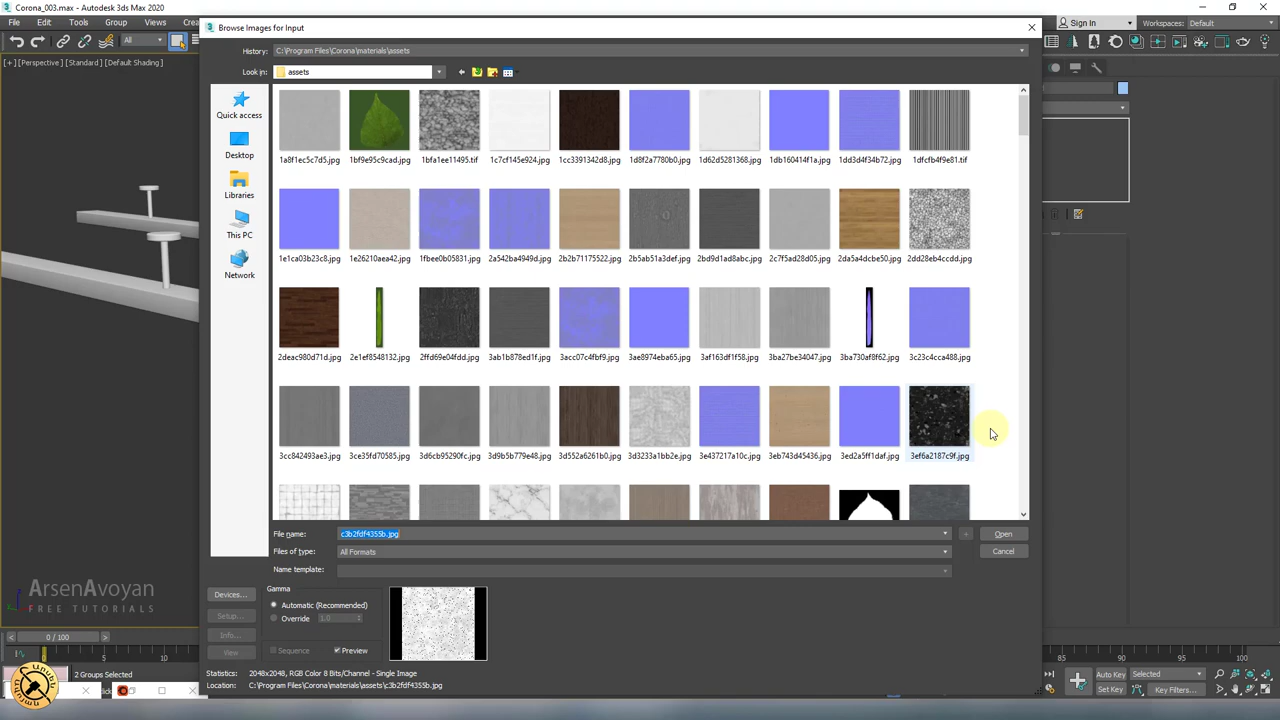 Corona_003.max - Autodesk 3ds Max 2020
File Edit Tools Group Views Crea
Browse Images for Input
Sign In
Workspaces: Default
All
History: C:\Program Files\Corona\materials\assets
Look in: assets
[+] [Perspective] [Standard] [Default Shading]
Quick access
Desktop
Libraries
This PC
Network
1a8f1ec5c7d5.jpg 1bf9e95c9cad.jpg 1bfa1ee11495.tif 1c7cf145e924.jpg 1cc3391342d8.jpg 1d8f2a7780b0.jpg 1d62d5281368.jpg 1db160414f1a.jpg 1dd3d4f34b72.jpg 1dfcfb4f9e81.tif
1e1ca03b23c8.jpg 1e26210aea42.jpg 1fbee0b05831.jpg 2a542ba4949d.jpg 2b2b71175522.jpg 2b5ab51a3def.jpg 2bd9d1ad8abc.jpg 2c7f5ad28d05.jpg 2da5a4dcbe50.jpg 2dd28eb4ccdd.jpg
2deac980d71d.jpg 2e1ef8548132.jpg 2ffd69e04fdd.jpg 3ab1b878ed1f.jpg 3acc07c4fbf9.jpg 3ae8974eba65.jpg 3af163df1f58.jpg 3ba27be34047.jpg 3ba730af8f62.jpg 3c23c4cca488.jpg
3cc842493ae3.jpg 3ce35fd70585.jpg 3d6cb95290fc.jpg 3d9b5b779e48.jpg 3d552a6261b0.jpg 3d3233a1bb2e.jpg 3e437217a10c.jpg 3eb743d45436.jpg 3ed2a5ff1daf.jpg 3ef6a2187c9f.jpg
File name: c3b2fdf4355b.jpg
Open
Files of type: All Formats
Cancel
Name template:
Devices...
Setup...
Info...
View
Gamma
Automatic (Recommended)
Override 1.0
Sequence Preview
Statistics: 2048x2048, RGB Color 8 Bits/Channel - Single Image
Location: C:\Program Files\Corona\materials\assets\c3b2fdf4355b.jpg
ArsenAvoyan
FREE TUTORIALS
0 / 100
0 5 10
85 90 95 100
2 Groups Selected
Auto Key Selected
Set Key Key Filters...